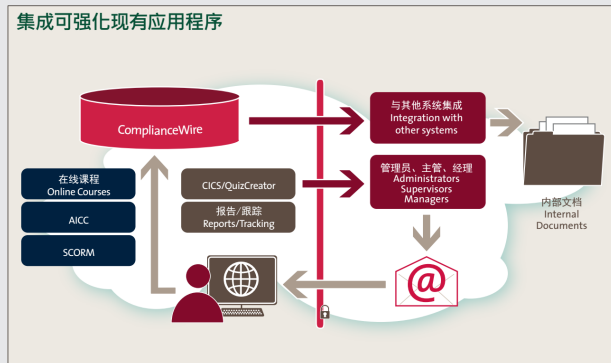 集成可强化现有应用程序
ComplianceWire
与其他系统集成
Integration with
other systems
在线课程
Online Courses
AICC
SCORM
CICS/QuizCreator
报告/跟踪
Reports/Tracking
管理员、主管、经理
Administrators
Supervisors
Managers
内部文档
Internal
Documents
@